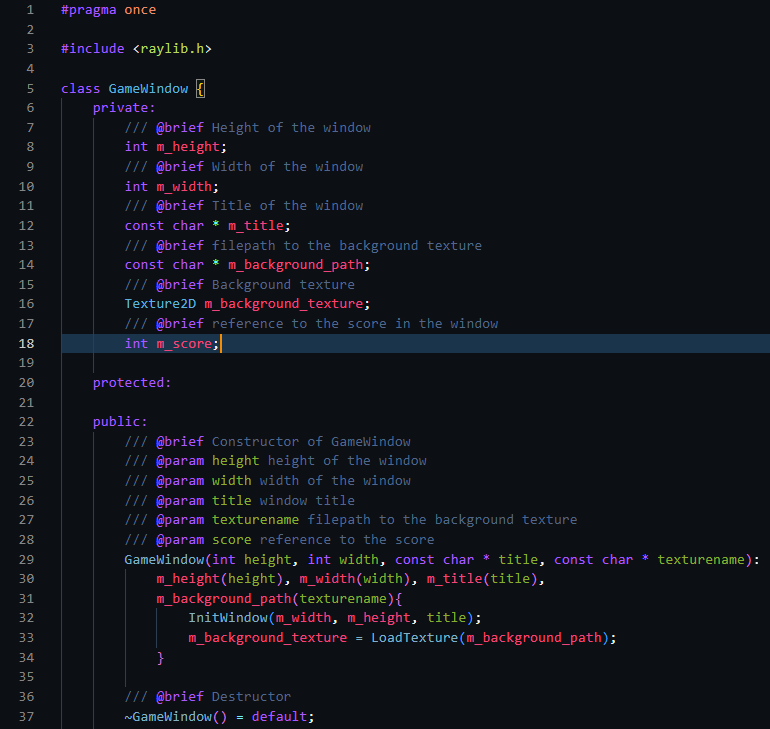 1 #pragma once
2
3 #include <raylib.h>
4
5 class GameWindow {
6 private:
7 /// @brief Height of the window
8 int m_height;
9 /// @brief Width of the window
10 int m_width;
11 /// @brief Title of the window
12 const char * m_title;
13 /// @brief filepath to the background texture
14 const char * m_background_path;
15 /// @brief Background texture
16 Texture2D m_background_texture;
17 /// @brief reference to the score in the window
18 int m_score;
19
20 protected:
21
22 public:
23 /// @brief Constructor of GameWindow
24 /// @param height height of the window
25 /// @param width width of the window
26 /// @param title window title
27 /// @param texturename filepath to the background texture
28 /// @param score reference to the score
29 GameWindow(int height, int width, const char * title, const char * texturename):
30 m_height(height), m_width(width), m_title(title),
31 m_background_path(texturename){
32 InitWindow(m_width, m_height, title);
33 m_background_texture = LoadTexture(m_background_path);
34 }
35
36 /// @brief Destructor
37 ~GameWindow() = default;